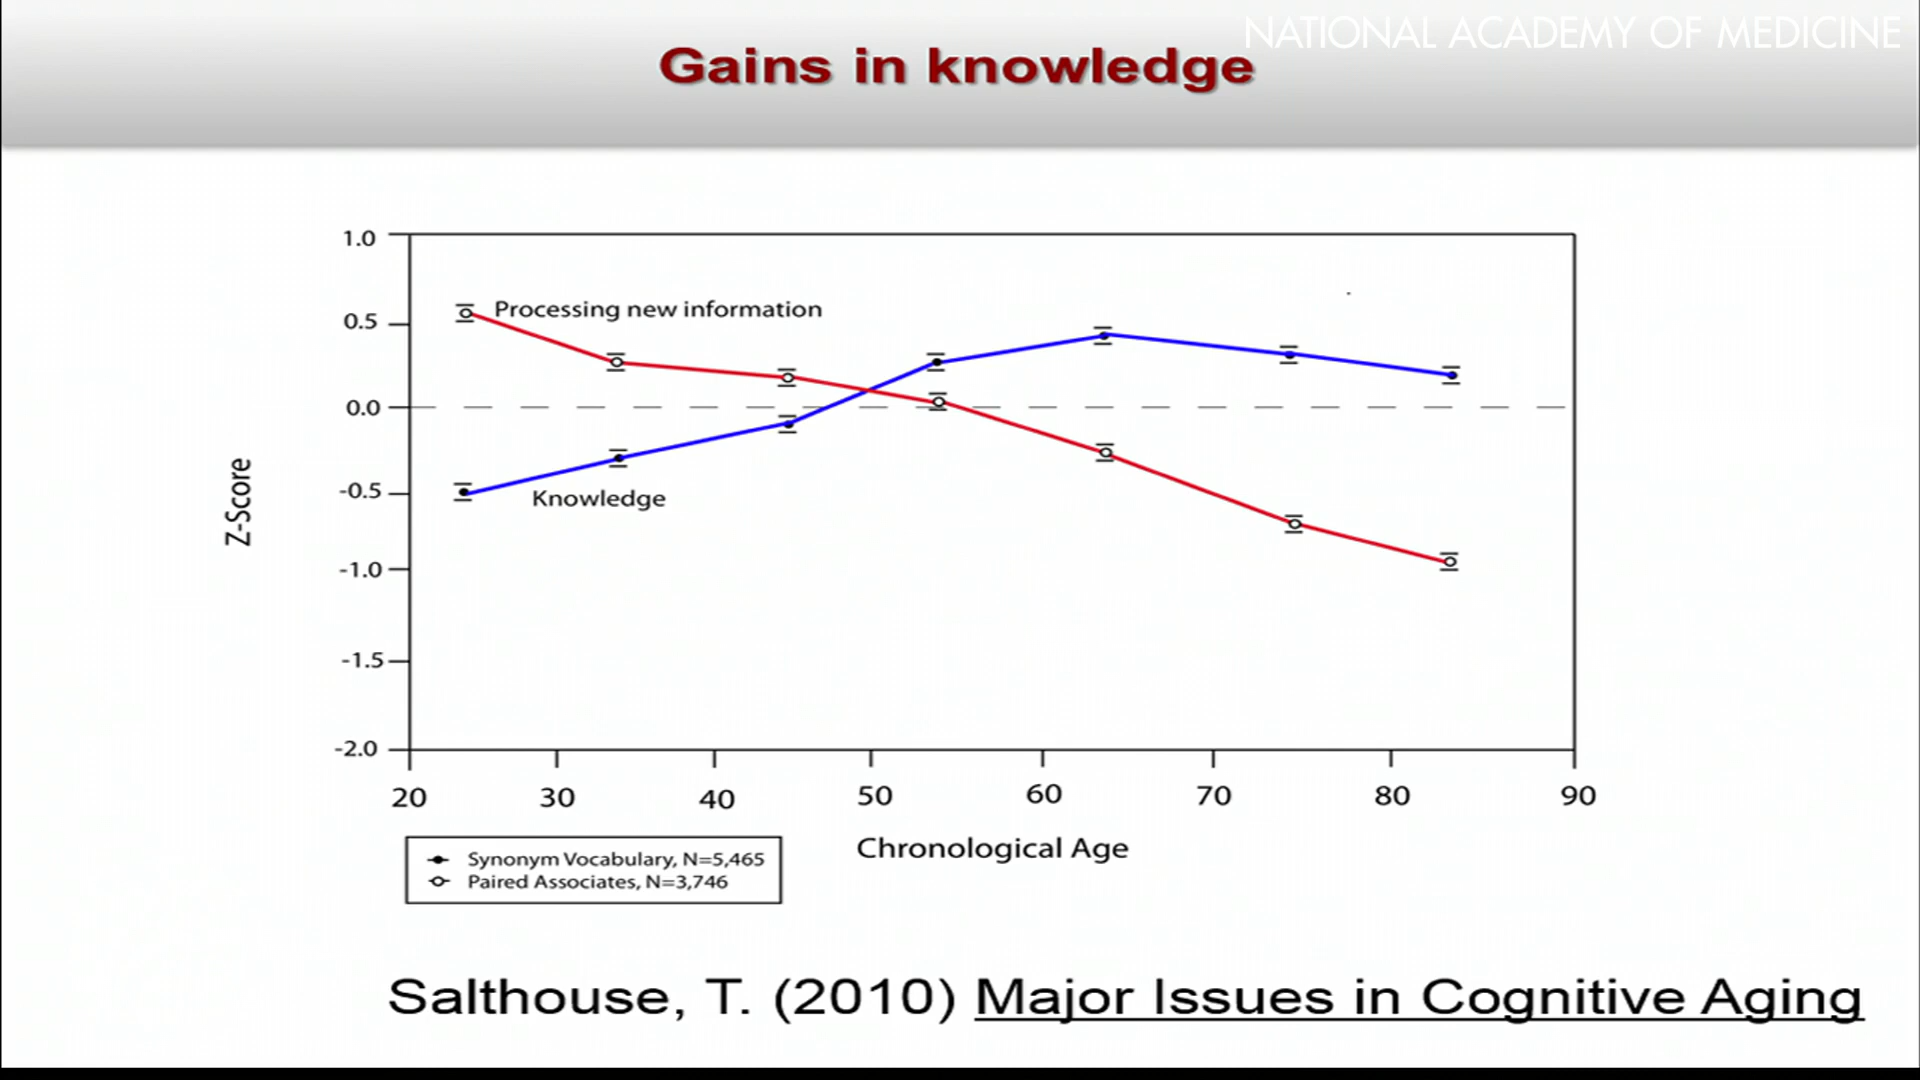 NATIONAL ACADEMY OF MEDICINE
Gains in knowledge
1.0
Processing new information
0.5
0.0
-0.5
Knowledge
-1.0
-1.5
-2.0
Z-Score
20 30 40 50 60 70 80 90
Chronological Age
Synonym Vocabulary, N=5,465
Paired Associates, N=3,746
Salthouse, T. (2010) Major Issues in Cognitive Aging